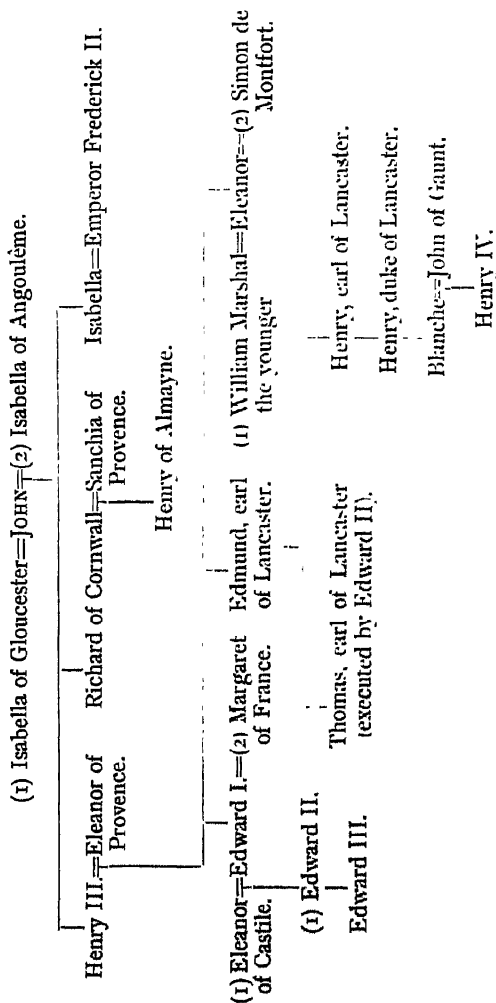 (1) Isabella of Gloucester=JOHN=(2) Isabella of Angoulème.
Henry III.=Eleanor of Provence.
Richard of Cornwall=Sanchia of Provence.
Isabella=Emperor Frederick II.
Henry of Almayne.
(1) Eleanor=Edward I.=(2) Margaret
of Castile.
of France.
Edmund, earl
of Lancaster.
(1) William Marshal=Eleanor=(2) Simon de
the younger
Montfort.
(1) Edward II.
Thomas, earl of Lancaster
(executed by Edward II).
Henry, earl of Lancaster.
Edward III.
Henry, duke of Lancaster.
Blanche=John of Gaunt.
Henry IV.